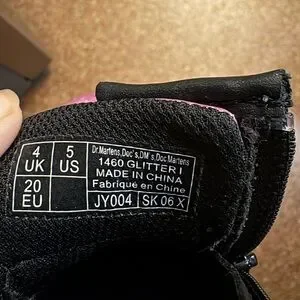 4 UK
5 US
20 EU
Dr.Martens,Doc's,DM's,Doc Martens
1460 GLITTER I
MADE IN CHINA
Fabriqué en Chine
JY004
SK 06 X